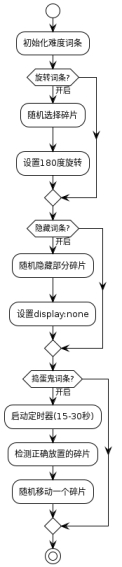 初始化难度词条
旋转词条?
开启
随机选择碎片
设置180度旋转
隐藏词条?
开启
随机隐藏部分碎片
设置display:none
捣蛋鬼词条?
开启
启动定时器(15-30秒)
检测正确放置的碎片
随机移动一个碎片